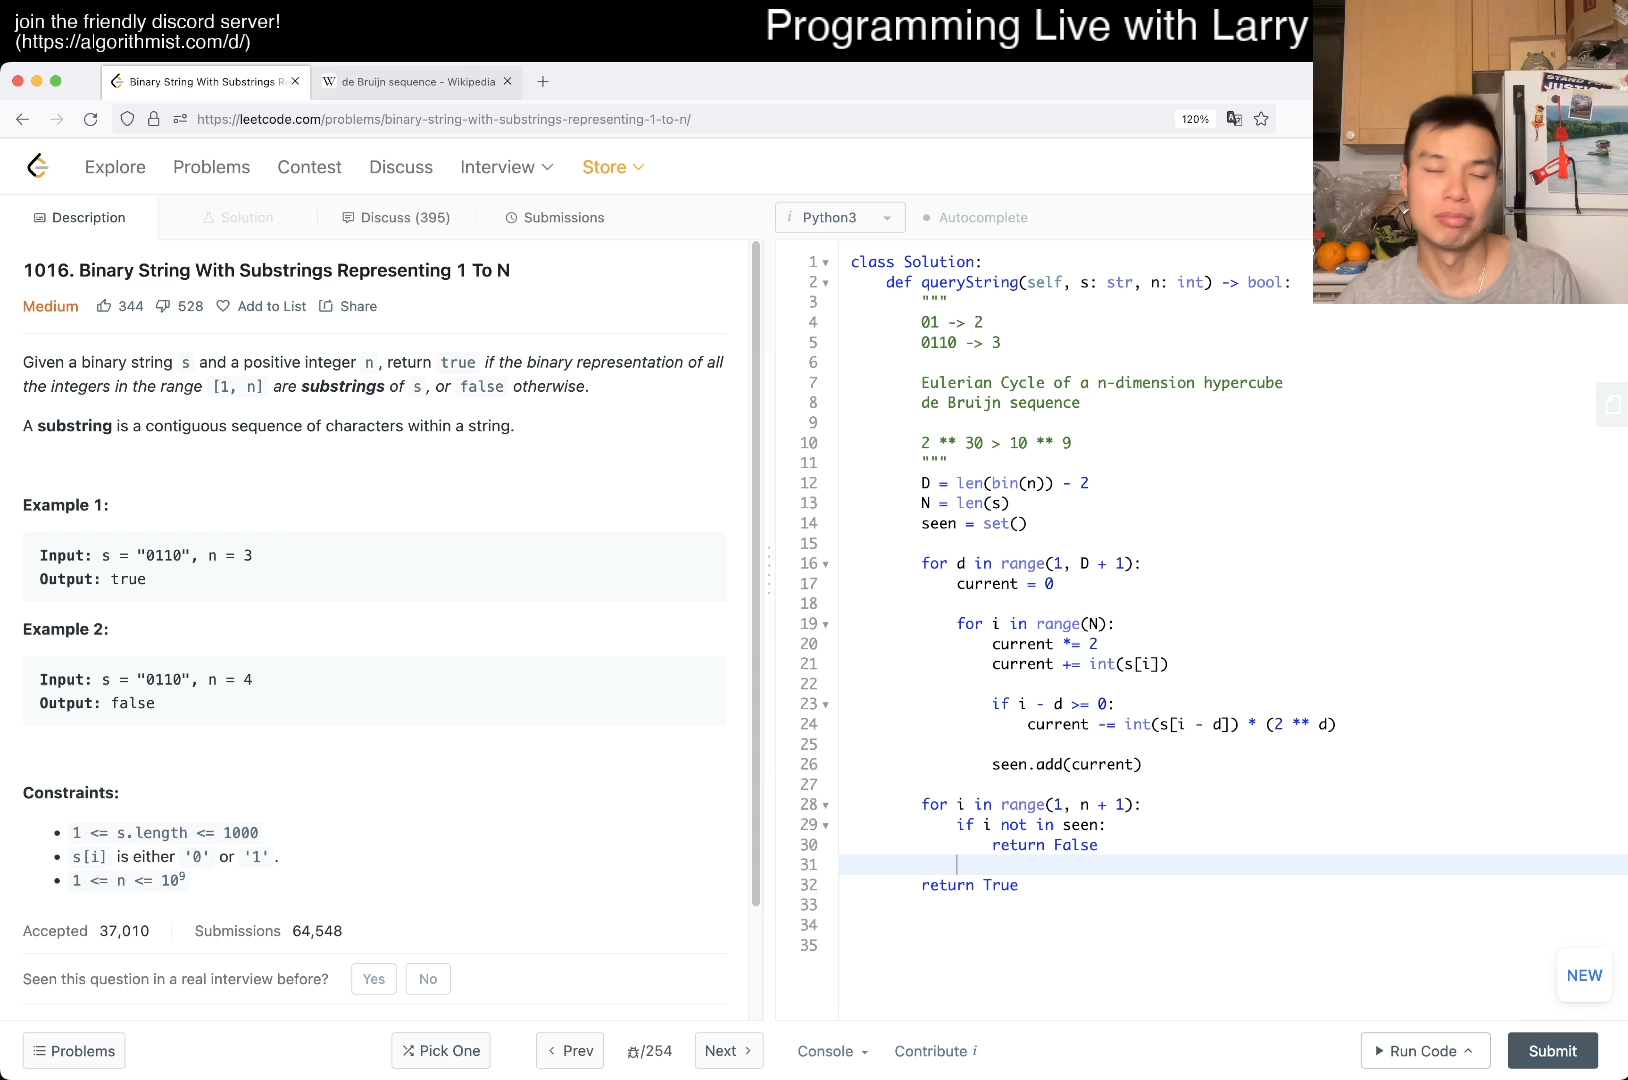 join the friendly discord server!
(https://algorithmist.com/d/)
Programming Live with Larry
Binary String With Substrings R
de Bruijn sequence - Wikipedia
https://leetcode.com/problems/binary-string-with-substrings-representing-1-to-n/
120%
Explore Problems Contest Discuss Interview Store
Description Solution Discuss (395) Submissions
i Python3 Autocomplete
1016. Binary String With Substrings Representing 1 To N
Medium 344 528 Add to List Share
Given a binary string s and a positive integer n, return true if the binary representation of all
the integers in the range [1, n] are substrings of s, or false otherwise.
A substring is a contiguous sequence of characters within a string.
Example 1:
Input: s = "0110", n = 3
Output: true
Example 2:
Input: s = "0110", n = 4
Output: false
Constraints:
• 1 <= s.length <= 1000
• s[i] is either '0' or '1'.
• 1 <= n <= 10⁹
Accepted 37,010 Submissions 64,548
Seen this question in a real interview before? Yes No
1 class Solution:
2 def queryString(self, s: str, n: int) -> bool:
3 """
4 01 -> 2
5 0110 -> 3
6
7 Eulerian Cycle of a n-dimension hypercube
8 de Bruijn sequence
9
10 2 ** 30 > 10 ** 9
11 """
12 D = len(bin(n)) - 2
13 N = len(s)
14 seen = set()
15
16 for d in range(1, D + 1):
17 current = 0
18
19 for i in range(N):
20 current *= 2
21 current += int(s[i])
22
23 if i - d >= 0:
24 current -= int(s[i - d]) * (2 ** d)
25
26 seen.add(current)
27
28 for i in range(1, n + 1):
29 if i not in seen:
30 return False
31
32 return True
33
34
35
NEW
Problems Pick One Prev /254 Next Console Contribute i Run Code Submit